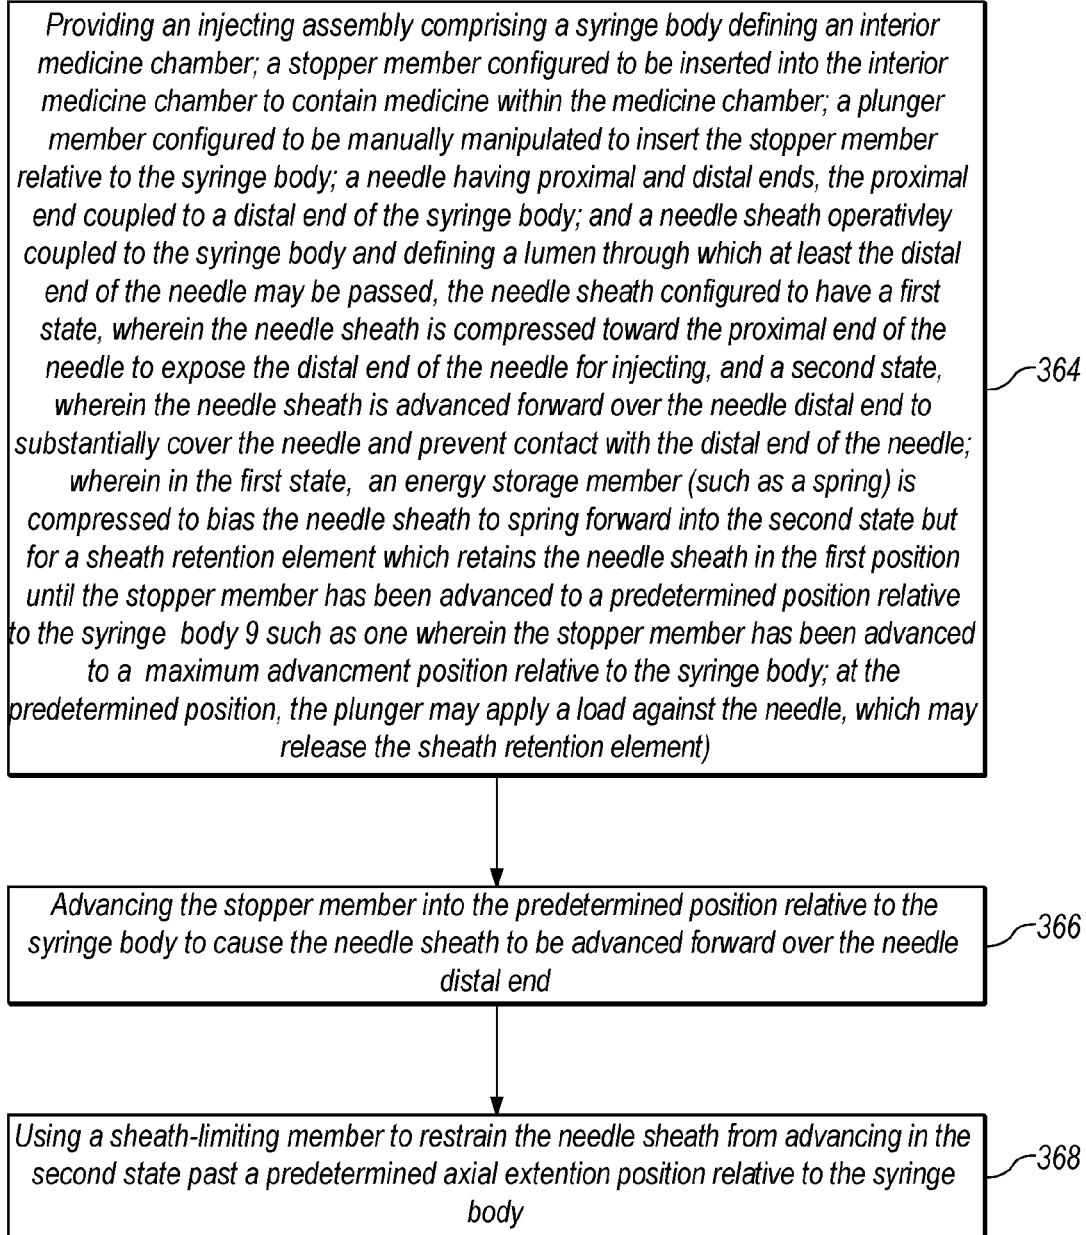 Providing an injecting assembly comprising a syringe body defining an interior
medicine chamber; a stopper member configured to be inserted into the interior
medicine chamber to contain medicine within the medicine chamber; a plunger
member configured to be manually manipulated to insert the stopper member
relative to the syringe body; a needle having proximal and distal ends, the proximal
end coupled to a distal end of the syringe body; and a needle sheath operativley
coupled to the syringe body and defining a lumen through which at least the distal
end of the needle may be passed, the needle sheath configured to have a first
state, wherein the needle sheath is compressed toward the proximal end of the
needle to expose the distal end of the needle for injecting, and a second state,
wherein the needle sheath is advanced forward over the needle distal end to
substantially cover the needle and prevent contact with the distal end of the needle;
wherein in the first state, an energy storage member (such as a spring) is
compressed to bias the needle sheath to spring forward into the second state but
for a sheath retention element which retains the needle sheath in the first position
until the stopper member has been advanced to a predetermined position relative
to the syringe body 9 such as one wherein the stopper member has been advanced
to a maximum advancment position relative to the syringe body; at the
predetermined position, the plunger may apply a load against the needle, which may
release the sheath retention element)
364
Advancing the stopper member into the predetermined position relative to the
syringe body to cause the needle sheath to be advanced forward over the needle
distal end
366
Using a sheath-limiting member to restrain the needle sheath from advancing in the
second state past a predetermined axial extention position relative to the syringe
body
368